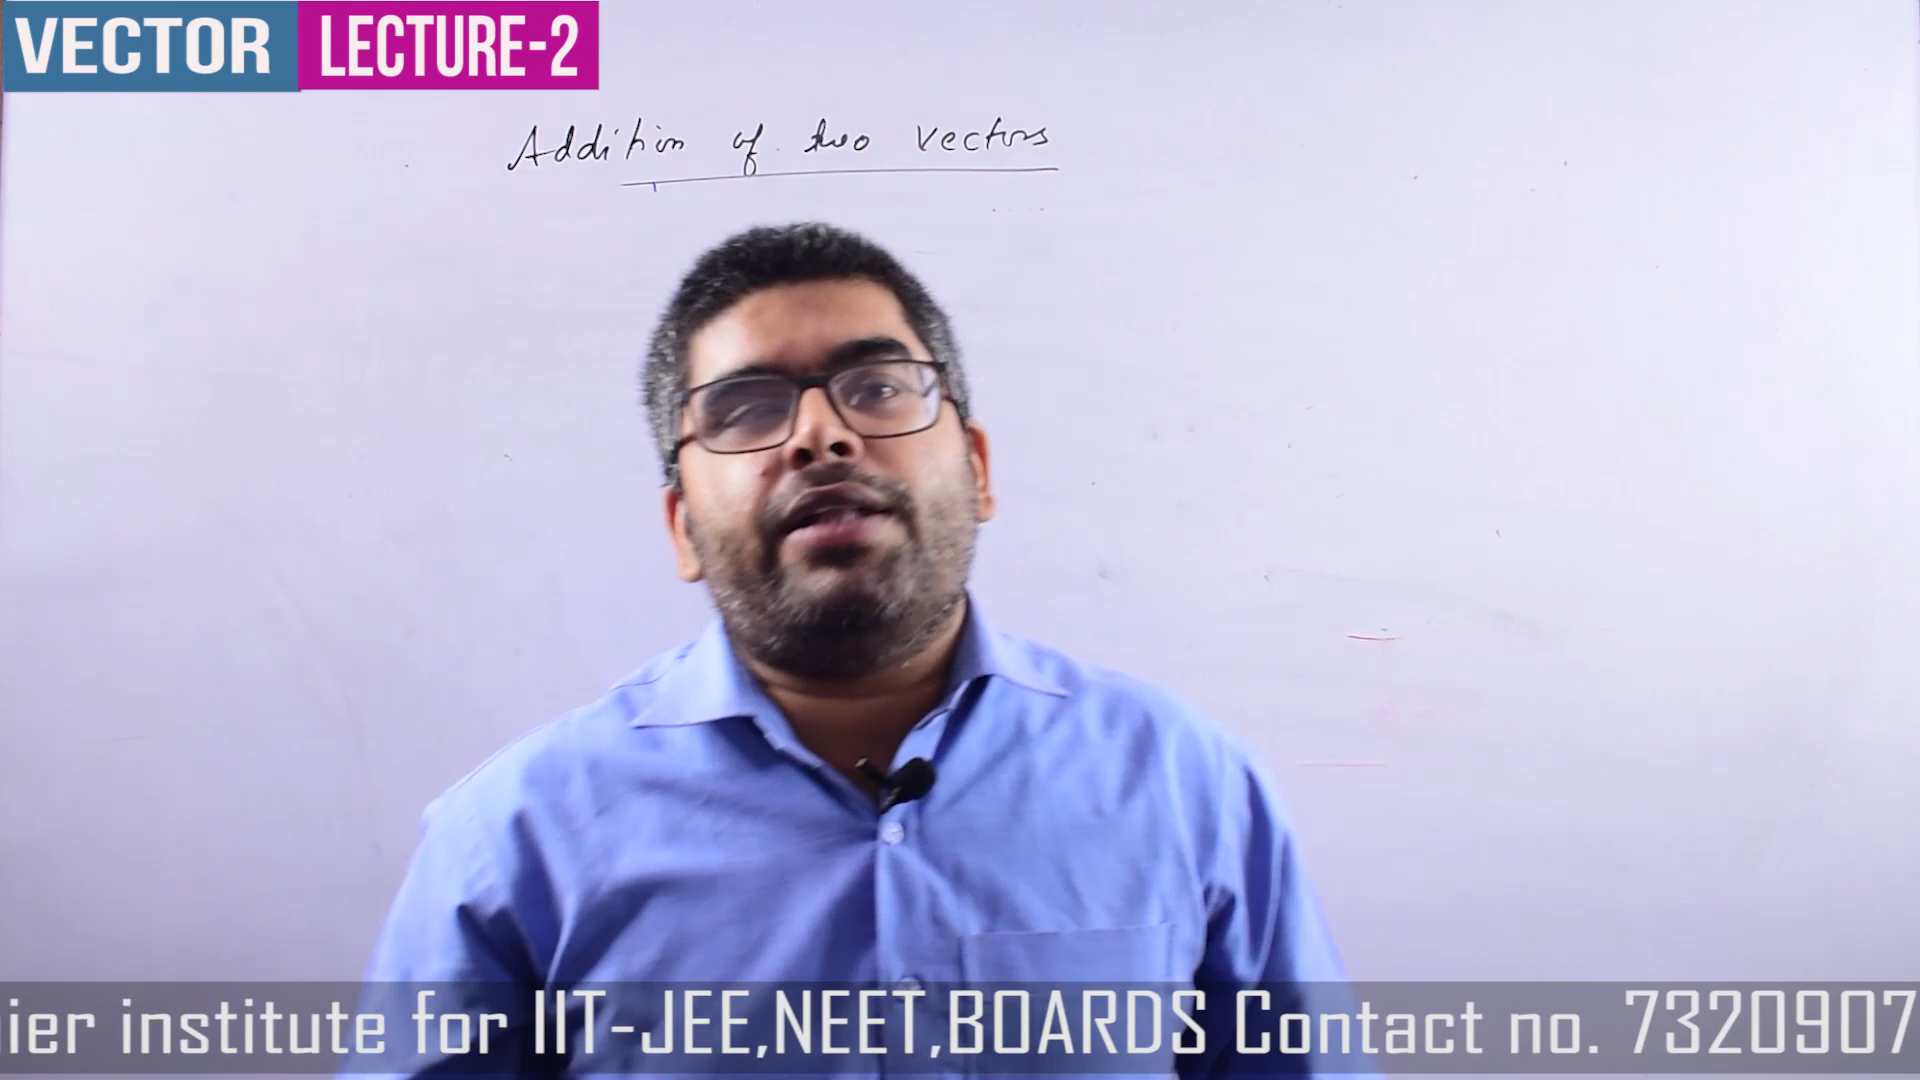 VECTOR LECTURE-2
Addition of two vectors
ier institute for IIT-JEE,NEET,BOARDS Contact no. 7320907